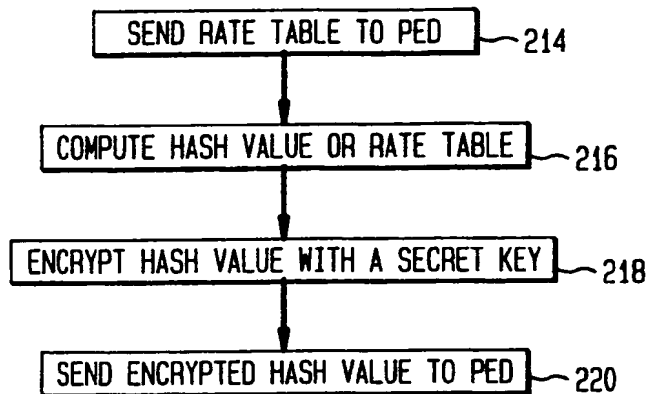 SEND RATE TABLE TO PED 214
COMPUTE HASH VALUE OR RATE TABLE 216
ENCRYPT HASH VALUE WITH A SECRET KEY 218
SEND ENCRYPTED HASH VALUE TO PED 220